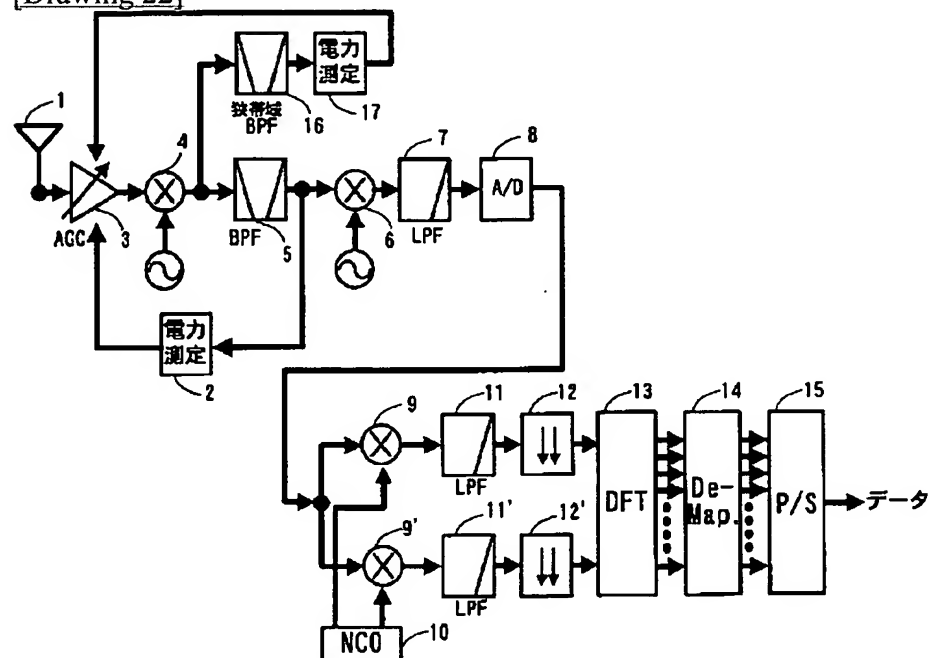 [Drawing 22]
電力
測定
17
狭帯域
BPF
16
1
4
7
8
A/D
AGC
3
BPF
5
6
LPF
電力
測定
2
9
11
12
13
14
15
LPF
DFT
De-
Map.
P/S
データ
9'
11'
12'
LPF
NCO
10